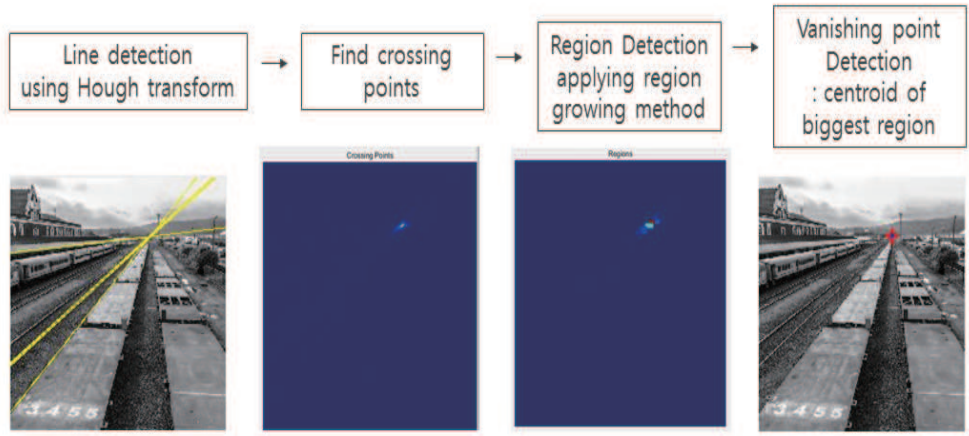 Line detection
using Hough transform
Find crossing
points
Region Detection
applying region
growing method
Vanishing point
Detection
: centroid of
biggest region
Crossing Points
Regions
3455
3455